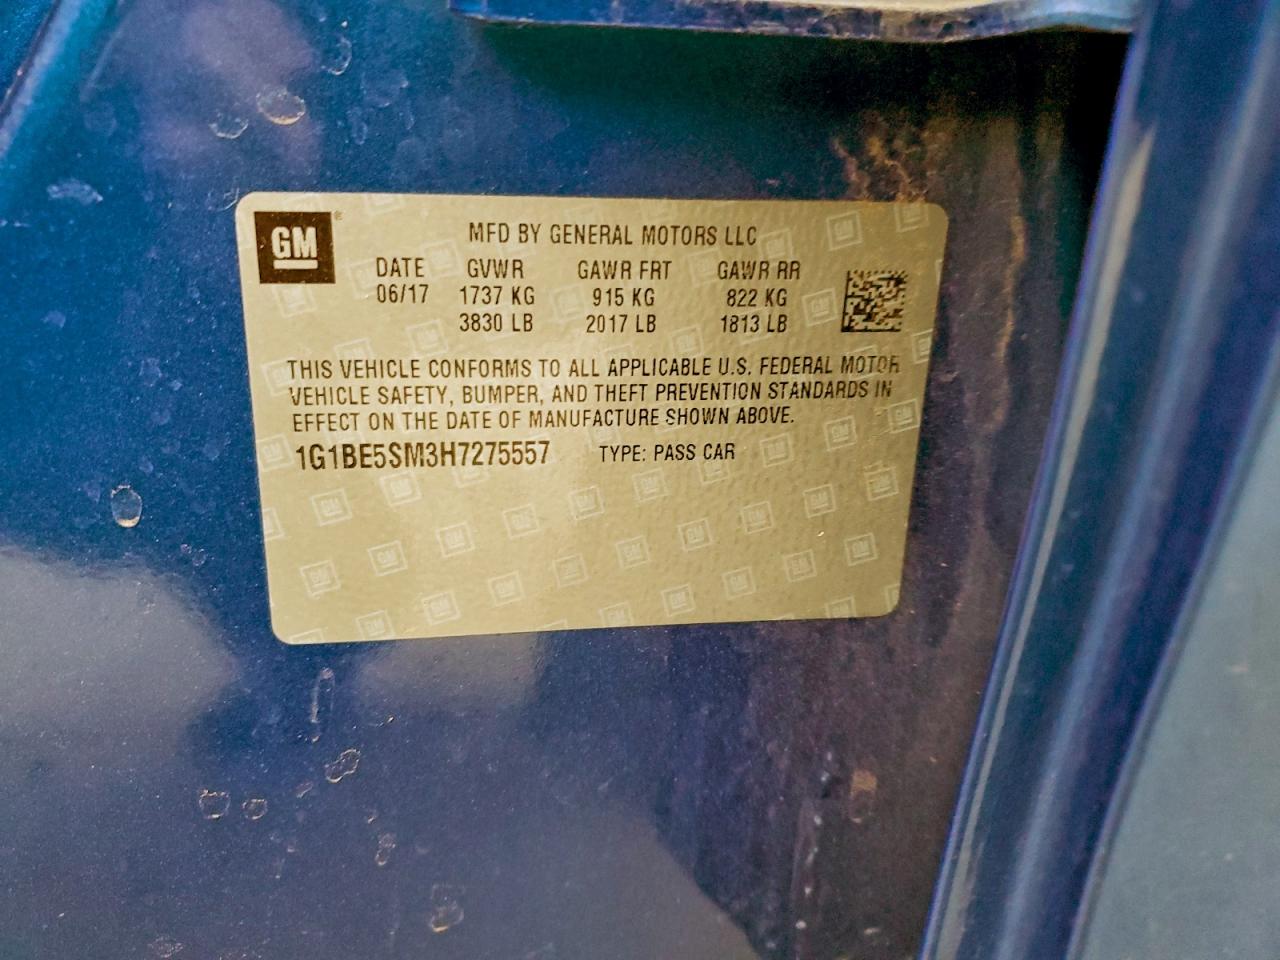 GM
MFD BY GENERAL MOTORS LLC
DATE GVWR GAWR FRT GAWR RR
06/17 1737 KG 915 KG 822 KG
3830 LB 2017 LB 1813 LB
THIS VEHICLE CONFORMS TO ALL APPLICABLE U.S. FEDERAL MOTOR
VEHICLE SAFETY, BUMPER, AND THEFT PREVENTION STANDARDS IN
EFFECT ON THE DATE OF MANUFACTURE SHOWN ABOVE.
1G1BE5SM3H7275557 TYPE: PASS CAR